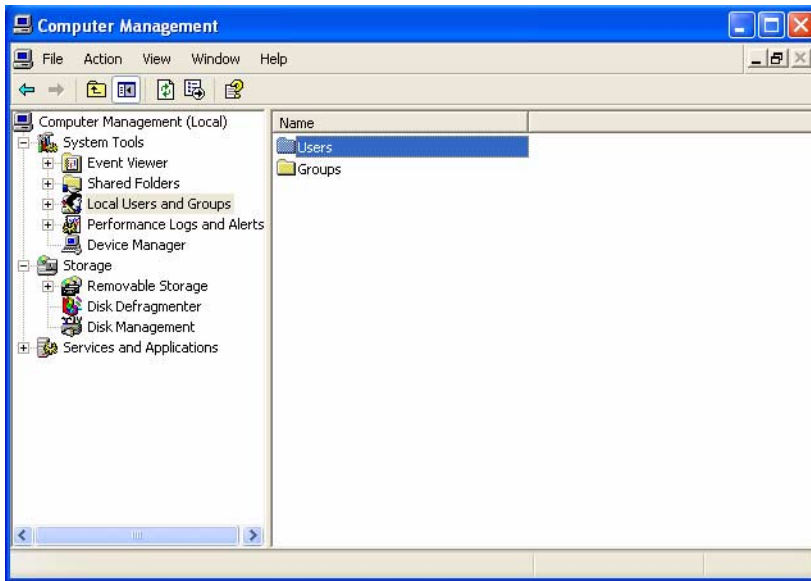 Computer Management
File Action View Window Help
Computer Management (Local)
System Tools
Event Viewer
Shared Folders
Local Users and Groups
Performance Logs and Alerts
Device Manager
Storage
Removable Storage
Disk Defragmenter
Disk Management
Services and Applications
Name
Users
Groups